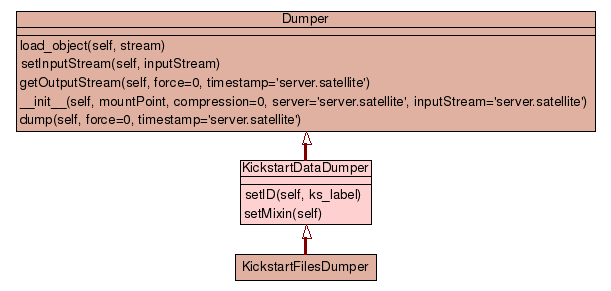 Dumper
load_object(self, stream)
setInputStream(self, inputStream)
getOutputStream(self, force=0, timestamp='server.satellite')
__init__(self, mountPoint, compression=0, server='server.satellite', inputStream='server.satellite')
dump(self, force=0, timestamp='server.satellite')
KickstartDataDumper
setID(self, ks_label)
setMixin(self)
KickstartFilesDumper